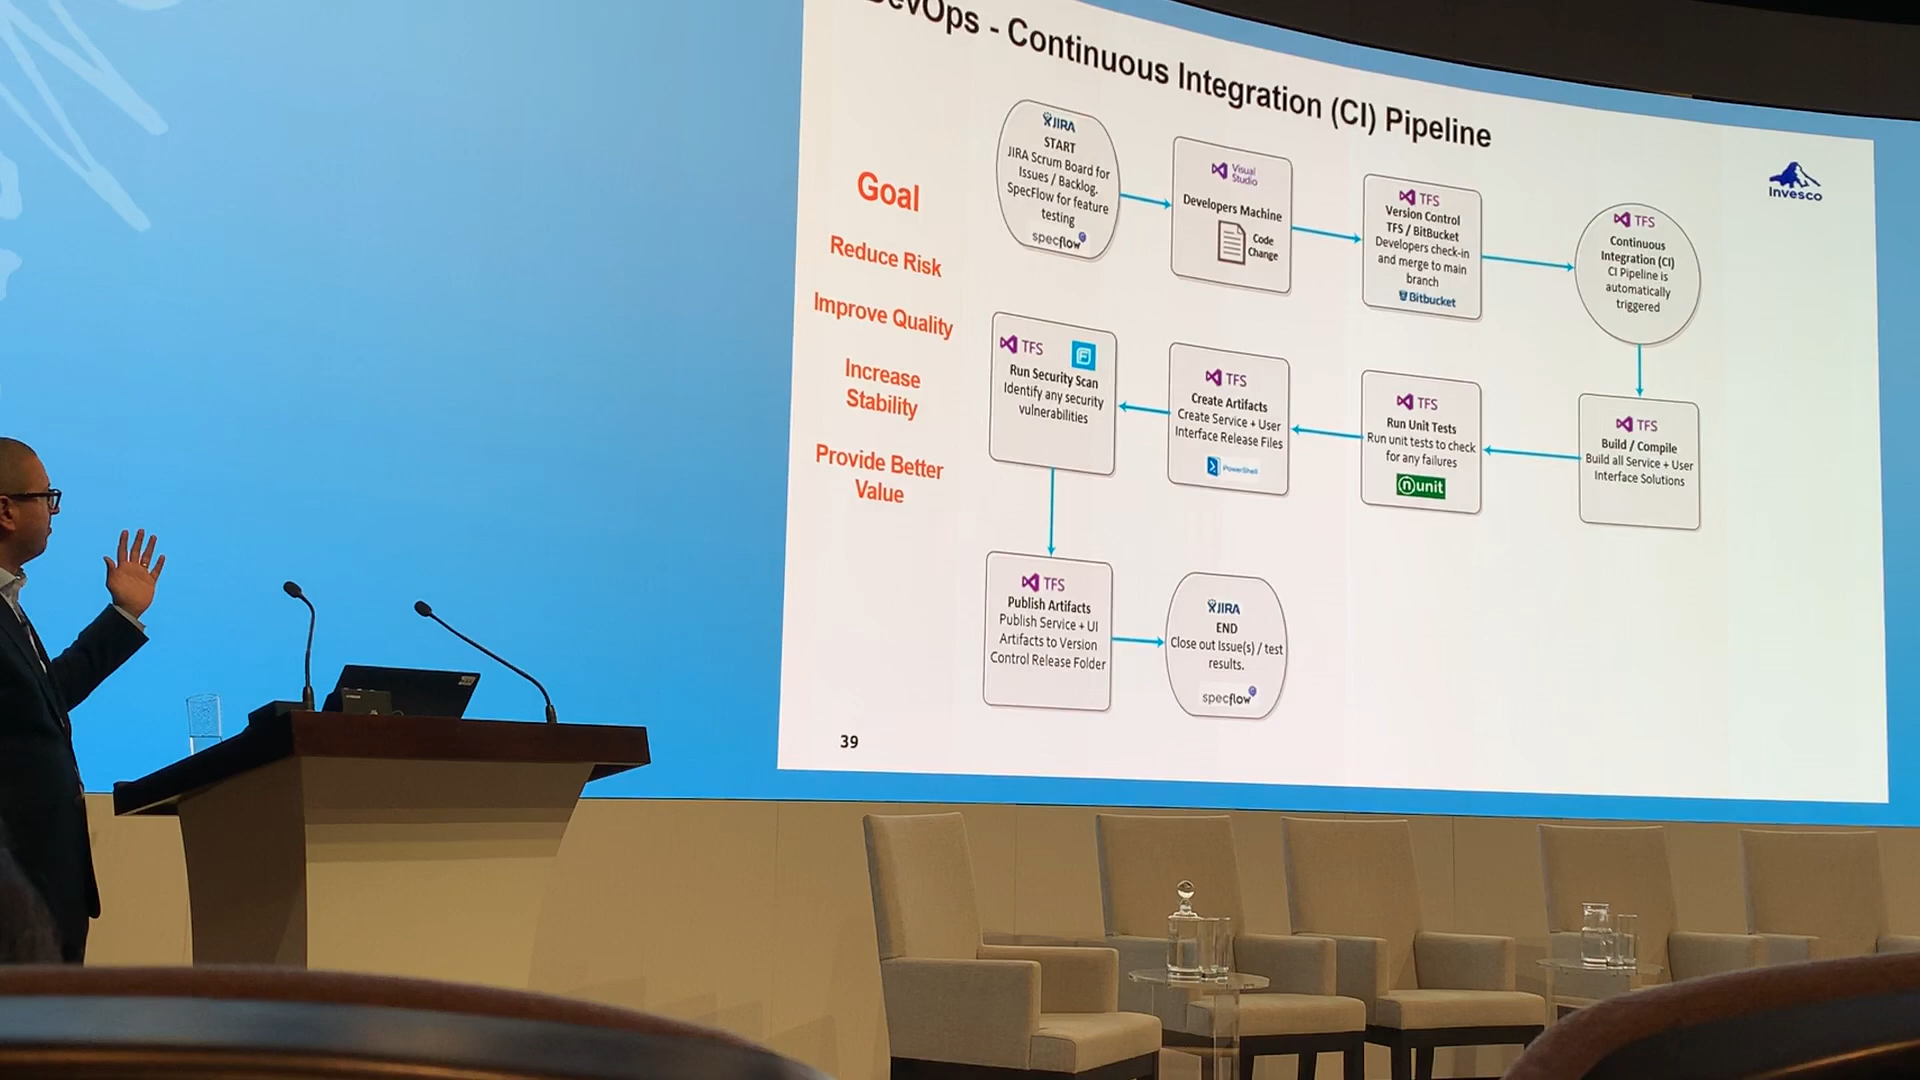 DevOps - Continuous Integration (CI) Pipeline
Invesco
Goal
Reduce Risk
Improve Quality
Increase
Stability
Provide Better
Value
JIRA
START
JIRA Scrum Board for
Issues / Backlog.
SpecFlow for feature
testing
specflow
Visual
Studio
Developers Machine
Code
Change
TFS
Version Control
TFS / BitBucket
Developers check-in
and merge to main
branch
Bitbucket
TFS
Continuous
Integration (CI)
CI Pipeline is
automatically
triggered
TFS
Build / Compile
Build all Service + User
Interface Solutions
TFS
Run Unit Tests
Run unit tests to check
for any failures
nunit
TFS
Create Artifacts
Create Service + User
Interface Release Files
PowerShell
TFS
F
Run Security Scan
Identify any security
vulnerabilities
TFS
Publish Artifacts
Publish Service + UI
Artifacts to Version
Control Release Folder
JIRA
END
Close out Issue(s) / test
results.
specflow
39